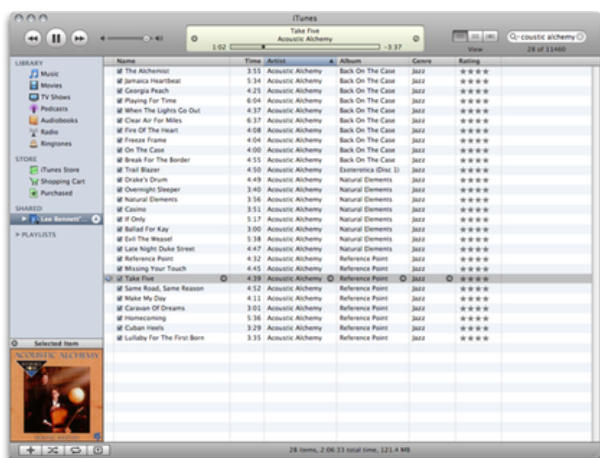 iTunes
Take Five
Acoustic Alchemy
1:02 -3:37
View
coustic alchemy
28 of 11460
LIBRARY
Music
Movies
TV Shows
Podcasts
Audiobooks
Radio
Ringtones
STORE
iTunes Store
Shopping Cart
Purchased
SHARED
Lee Bennett'...
PLAYLISTS
Selected Item
ACOUSTIC ALCHEMY
Name Time Artist Album Genre Rating
The Alchemist 3:55 Acoustic Alchemy Back On The Case Jazz
Jamaica Heartbeat 5:34 Acoustic Alchemy Back On The Case Jazz
Georgia Peach 4:25 Acoustic Alchemy Back On The Case Jazz
Playing For Time 6:04 Acoustic Alchemy Back On The Case Jazz
When The Lights Go Out 4:37 Acoustic Alchemy Back On The Case Jazz
Clear Air For Miles 6:37 Acoustic Alchemy Back On The Case Jazz
Fire Of The Heart 4:08 Acoustic Alchemy Back On The Case Jazz
Freeze Frame 4:04 Acoustic Alchemy Back On The Case Jazz
On The Case 4:00 Acoustic Alchemy Back On The Case Jazz
Break For The Border 4:55 Acoustic Alchemy Back On The Case Jazz
Trail Blazer 4:50 Acoustic Alchemy Esoterotica (Disc 1) Jazz
Drake's Drum 4:49 Acoustic Alchemy Natural Elements Jazz
Overnight Sleeper 3:40 Acoustic Alchemy Natural Elements Jazz
Natural Elements 3:56 Acoustic Alchemy Natural Elements Jazz
Casino 3:51 Acoustic Alchemy Natural Elements Jazz
If Only 5:17 Acoustic Alchemy Natural Elements Jazz
Ballad For Kay 3:00 Acoustic Alchemy Natural Elements Jazz
Evil The Weasel 5:38 Acoustic Alchemy Natural Elements Jazz
Late Night Duke Street 4:47 Acoustic Alchemy Natural Elements Jazz
Reference Point 4:32 Acoustic Alchemy Reference Point Jazz
Missing Your Touch 4:45 Acoustic Alchemy Reference Point Jazz
Take Five 4:39 Acoustic Alchemy Reference Point Jazz
Same Road, Same Reason 4:52 Acoustic Alchemy Reference Point Jazz
Make My Day 4:11 Acoustic Alchemy Reference Point Jazz
Caravan Of Dreams 3:01 Acoustic Alchemy Reference Point Jazz
Homecoming 5:36 Acoustic Alchemy Reference Point Jazz
Cuban Heels 3:29 Acoustic Alchemy Reference Point Jazz
Lullaby For The First Born 3:35 Acoustic Alchemy Reference Point Jazz
28 items, 2:06:33 total time, 121.4 MB